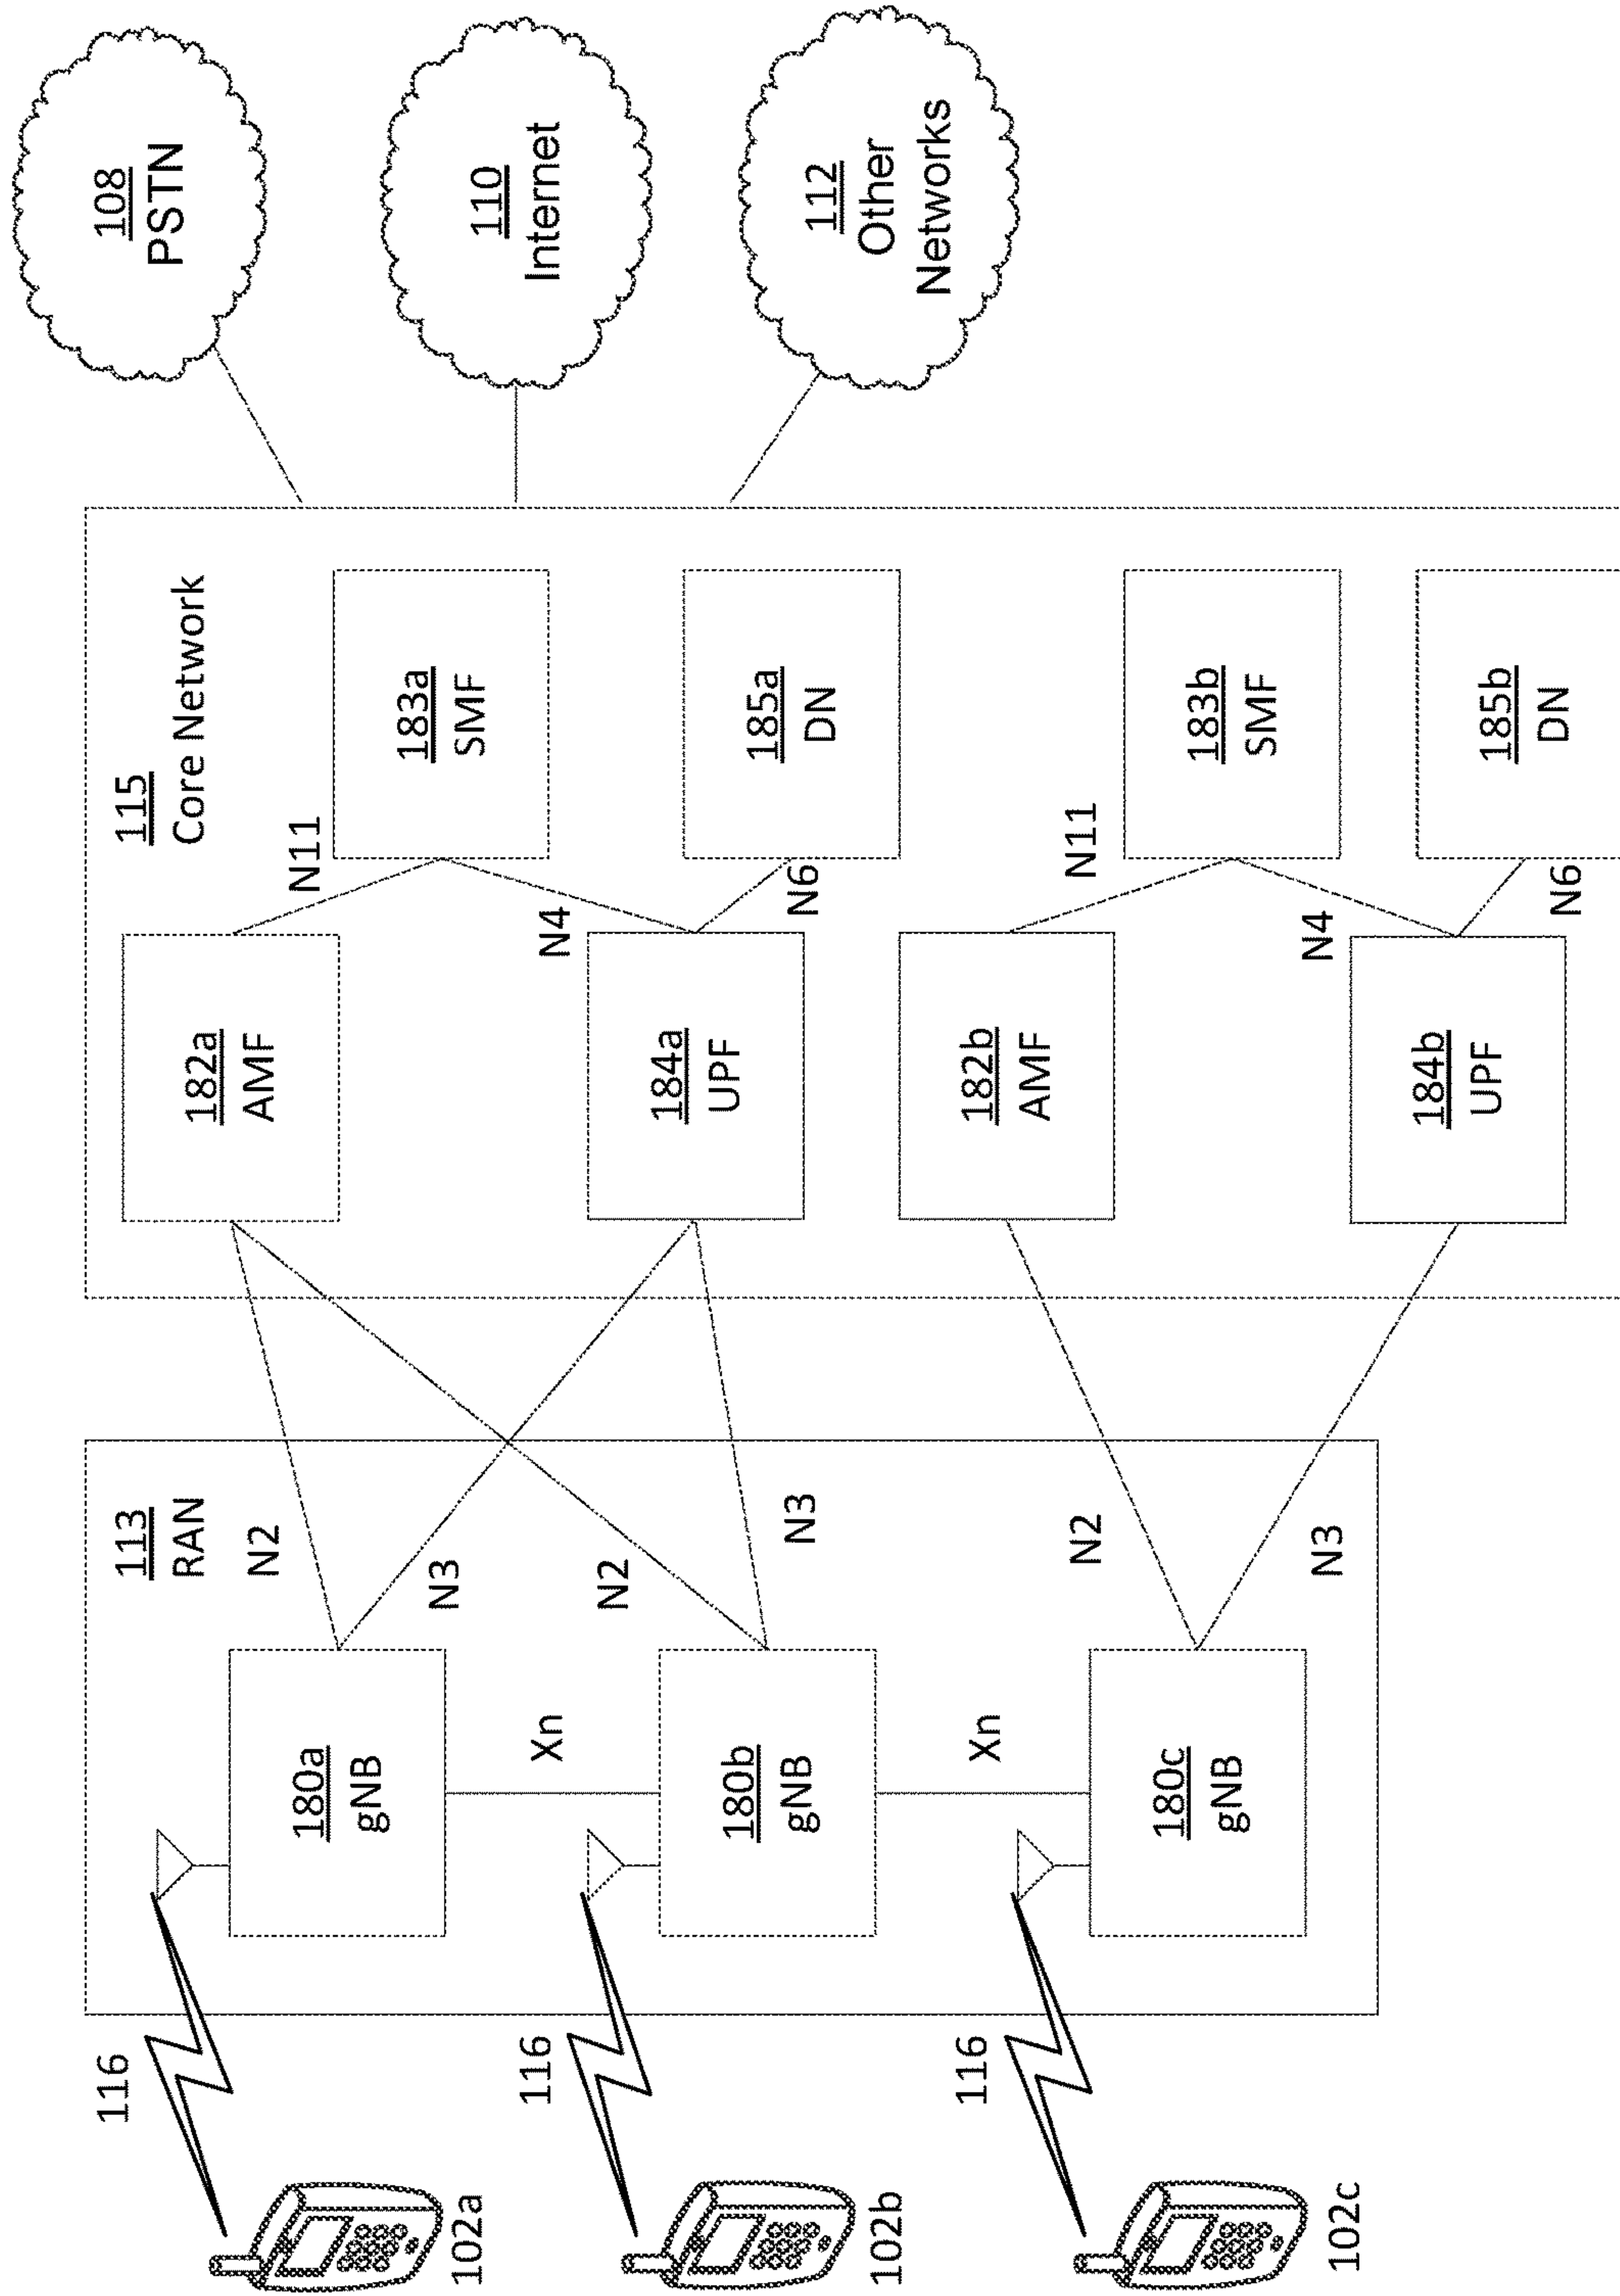 102a
102b
102c
116
116
116
113
RAN
180a
gNB
180b
gNB
180c
gNB
Xn
Xn
N2
N3
N2
N3
N2
N3
115
Core Network
182a
AMF
184a
UPF
182b
AMF
184b
UPF
N11
N4
N6
N11
N4
N6
183a
SMF
185a
DN
183b
SMF
185b
DN
108
PSTN
110
Internet
112
Other
Networks